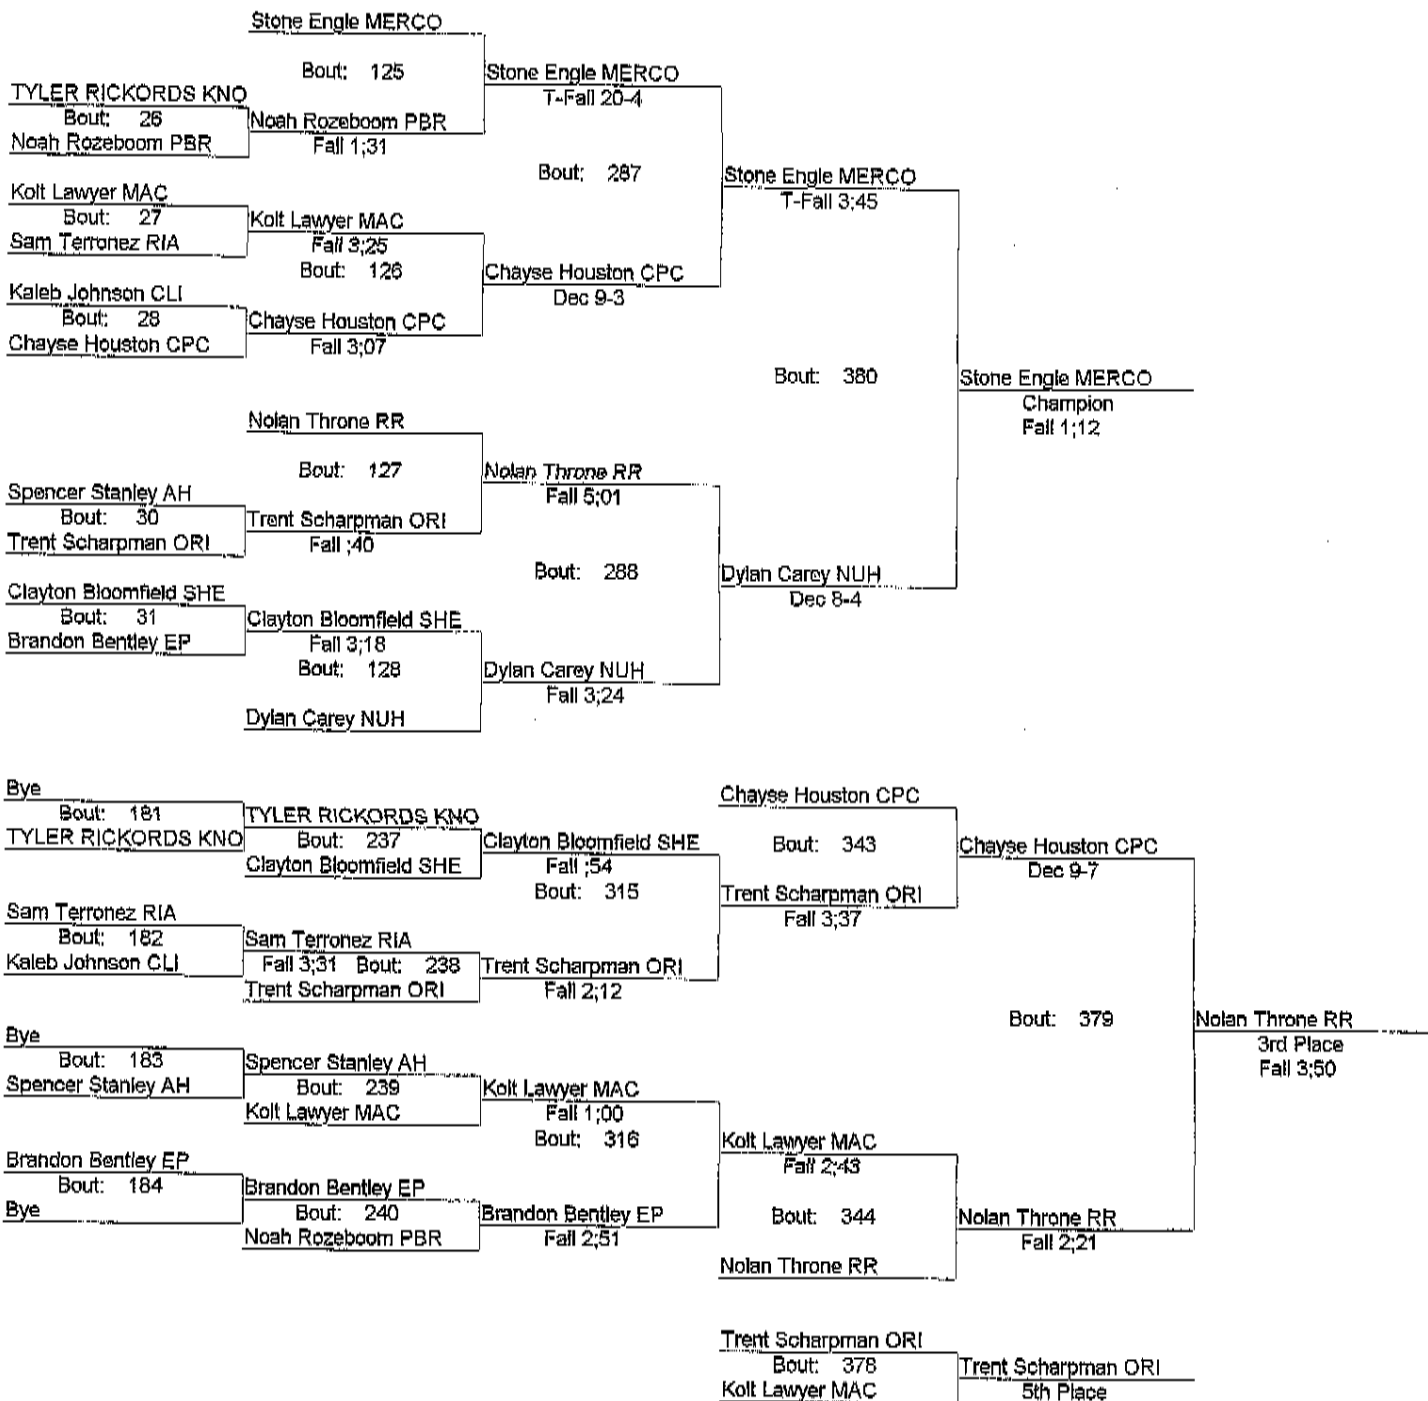 Stone Engle MERCO
Bout: 125
Stone Engle MERCO
T-Fall 20-4
TYLER RICKORDS KNO
Bout: 26
Noah Rozeboom PBR
Noah Rozeboom PBR
Fall 1;31
Bout: 287
Stone Engle MERCO
T-Fall 3;45
Kolt Lawyer MAC
Bout: 27
Sam Terronez RIA
Kolt Lawyer MAC
Fall 3;25
Bout: 126
Chayse Houston CPC
Dec 9-3
Kaleb Johnson CLI
Bout: 28
Chayse Houston CPC
Chayse Houston CPC
Fall 3;07
Bout: 380
Stone Engle MERCO
Champion
Fall 1;12
Nolan Throne RR
Bout: 127
Nolan Throne RR
Fall 5;01
Spencer Stanley AH
Bout: 30
Trent Scharpman ORI
Trent Scharpman ORI
Fall ;40
Bout: 288
Dylan Carey NUH
Dec 8-4
Clayton Bloomfield SHE
Bout: 31
Brandon Bentley EP
Clayton Bloomfield SHE
Fall 3;18
Bout: 128
Dylan Carey NUH
Fall 3;24
Dylan Carey NUH
Bye
Bout: 181
TYLER RICKORDS KNO
TYLER RICKORDS KNO
Bout: 237
Clayton Bloomfield SHE
Clayton Bloomfield SHE
Fall ;54
Bout: 315
Chayse Houston CPC
Bout: 343
Trent Scharpman ORI
Fall 3;37
Chayse Houston CPC
Dec 9-7
Sam Terronez RIA
Bout: 182
Kaleb Johnson CLI
Sam Terronez RIA
Fall 3;31 Bout: 238
Trent Scharpman ORI
Trent Scharpman ORI
Fall 2;12
Bout: 379
Nolan Throne RR
3rd Place
Fall 3;50
Bye
Bout: 183
Spencer Stanley AH
Spencer Stanley AH
Bout: 239
Kolt Lawyer MAC
Kolt Lawyer MAC
Fall 1;00
Bout: 316
Kolt Lawyer MAC
Fall 2;43
Brandon Bentley EP
Bout: 184
Bye
Brandon Bentley EP
Bout: 240
Noah Rozeboom PBR
Brandon Bentley EP
Fall 2;51
Bout: 344
Nolan Throne RR
Nolan Throne RR
Fall 2;21
Trent Scharpman ORI
Bout: 378
Kolt Lawyer MAC
Trent Scharpman ORI
5th Place